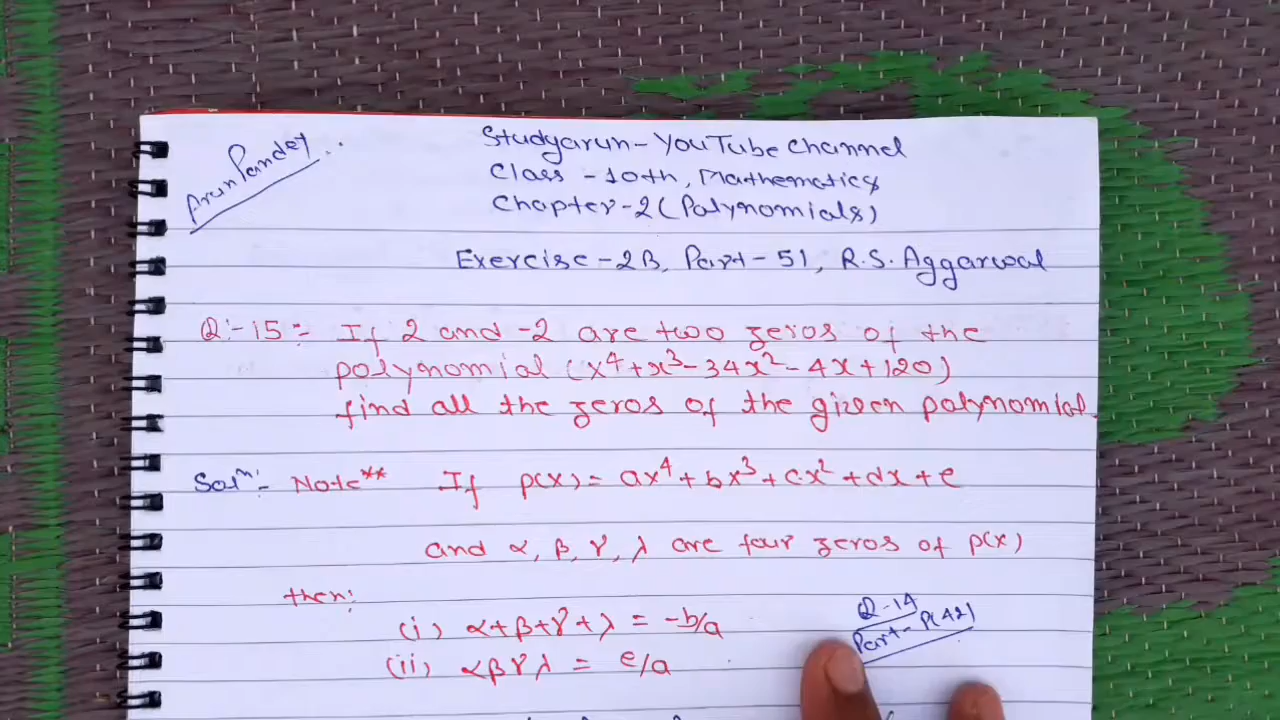 Arun Pandey...
Studyarun - YouTube Channel
Class - 10th, Mathematics
Chapter-2 (Polynomials)
Exercise - 2B, Part - 51, R.S. Aggarwal
Q:-15:- If 2 and -2 are two zeros of the
polynomial (x⁴+x³-34x²-4x+120)
find all the zeros of the given polynomial.
Solⁿ:- Note** If p(x) = ax⁴+bx³+cx²+dx+e
and α, β, γ, λ are four zeros of p(x)
then:
(i) α+β+γ+λ = -b/a
(ii) αβγλ = e/a
Q-14
Part-P(42)